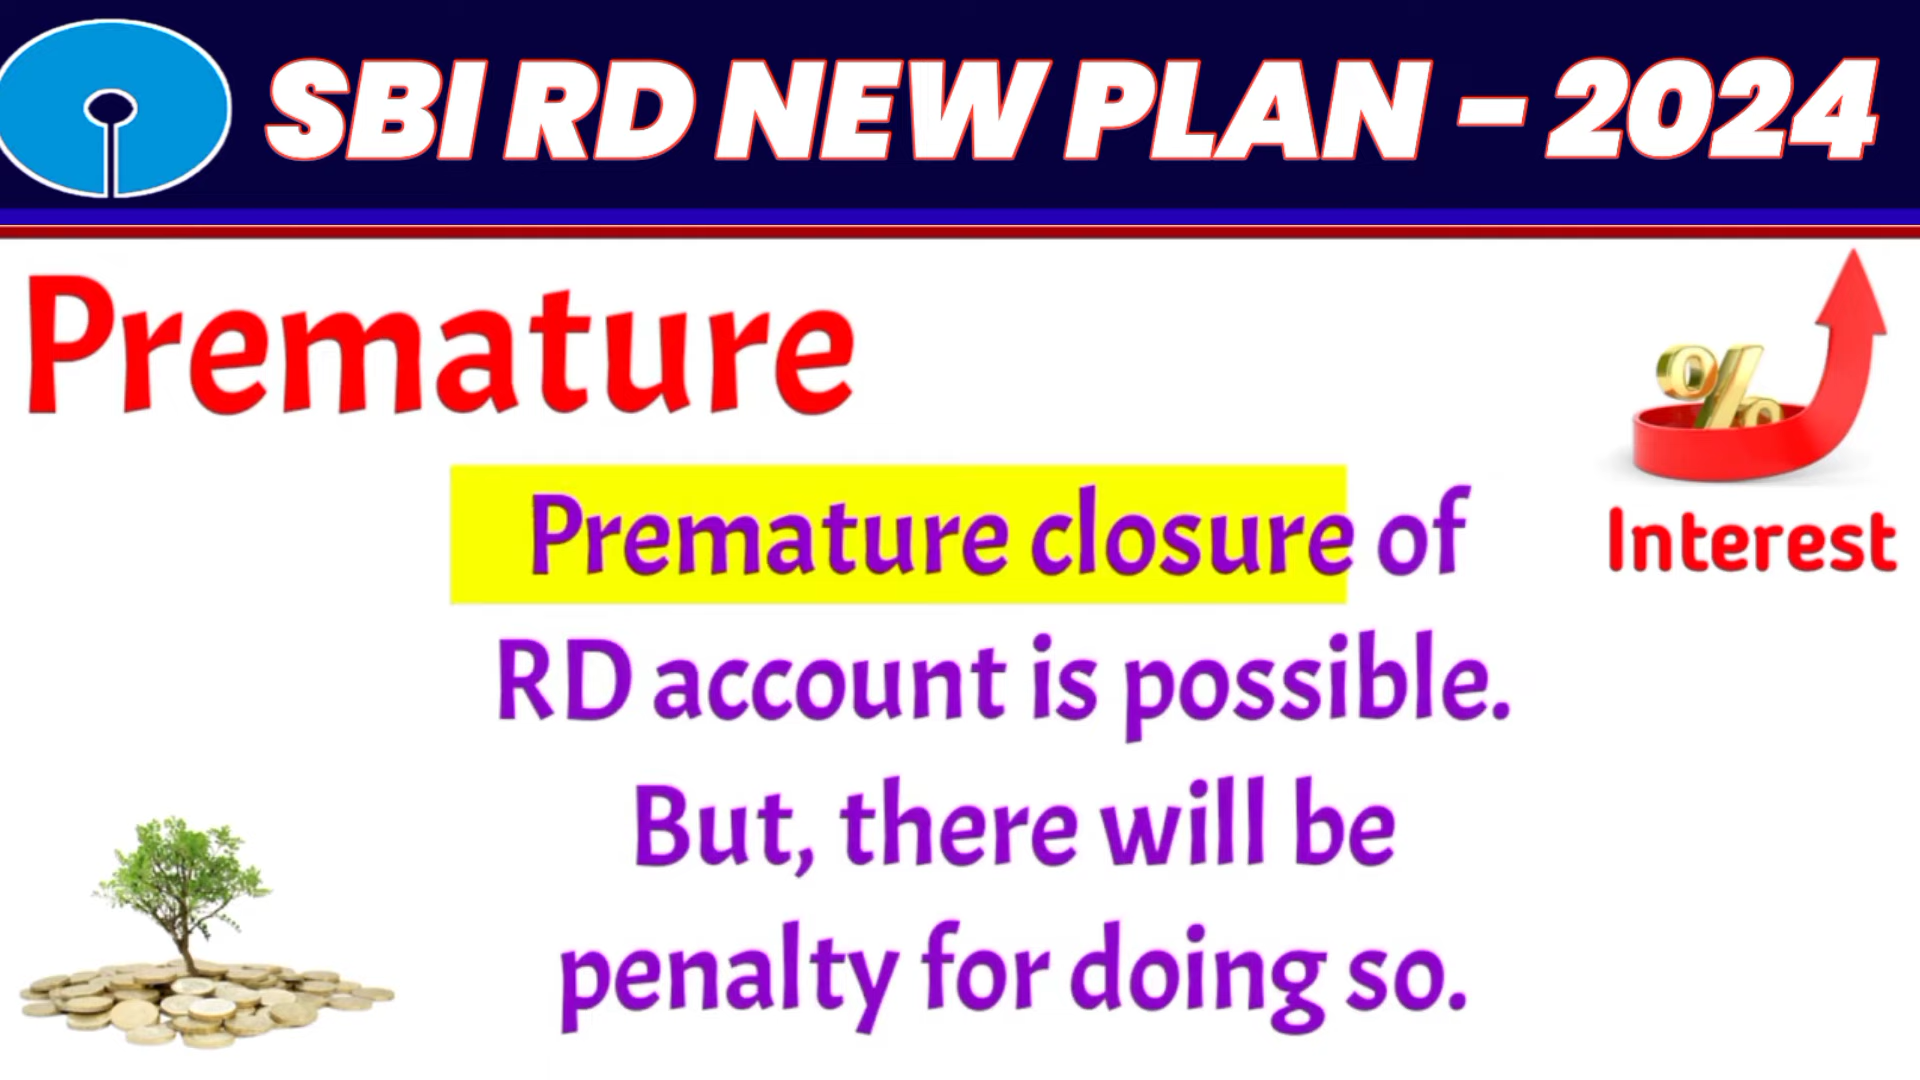 SBI RD NEW PLAN - 2024
Premature
%
Interest
Premature closure of
RD account is possible.
But, there will be
penalty for doing so.